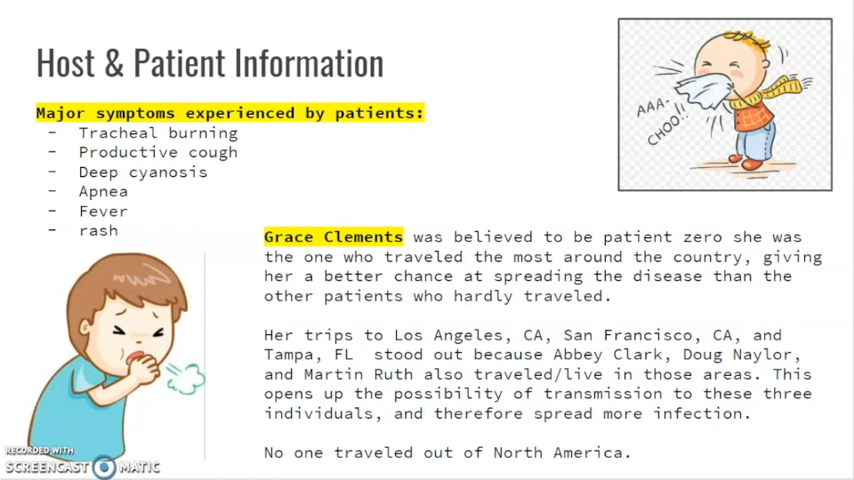 Host & Patient Information
AAA-
CHOO!!
Major symptoms experienced by patients:
- Tracheal burning
- Productive cough
- Deep cyanosis
- Apnea
- Fever
- rash
Grace Clements was believed to be patient zero she was
the one who traveled the most around the country, giving
her a better chance at spreading the disease than the
other patients who hardly traveled.
Her trips to Los Angeles, CA, San Francisco, CA, and
Tampa, FL stood out because Abbey Clark, Doug Naylor,
and Martin Ruth also traveled/live in those areas. This
opens up the possibility of transmission to these three
individuals, and therefore spread more infection.
No one traveled out of North America.
RECORDED WITH
SCREENCAST MATIC